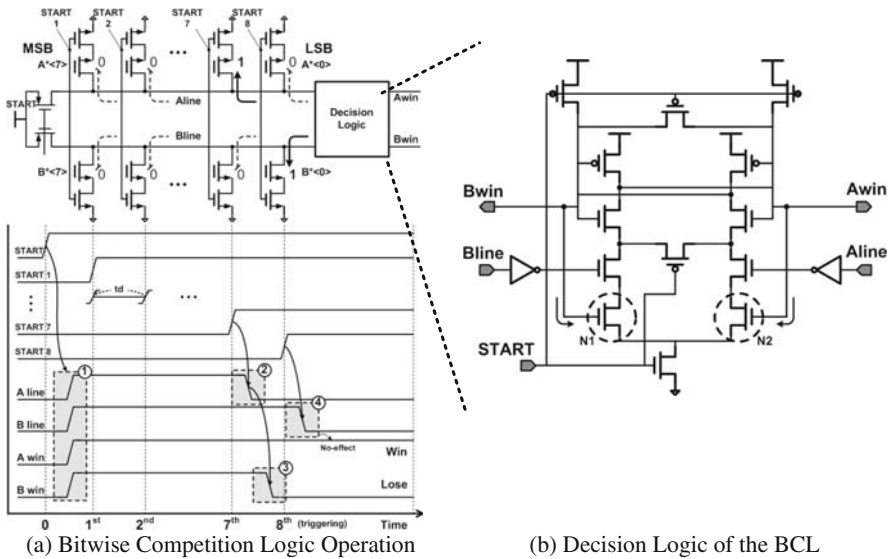 START
1
START
2
START
7
START
8
MSB
A*<7>
0
0
1
0
LSB
A*<0>
START
Aline
Bline
Decision
Logic
Awin
Bwin
B*<7>
0
0
0
1
B*<0>
START
START 1
td
START 7
START 8
A line
B line
A win
B win
1
2
3
4
No-effect
Win
Lose
0
1st
2nd
7th
8th (triggering)
Time
(a) Bitwise Competition Logic Operation
Bwin
Awin
Bline
Aline
N1
N2
START
(b) Decision Logic of the BCL